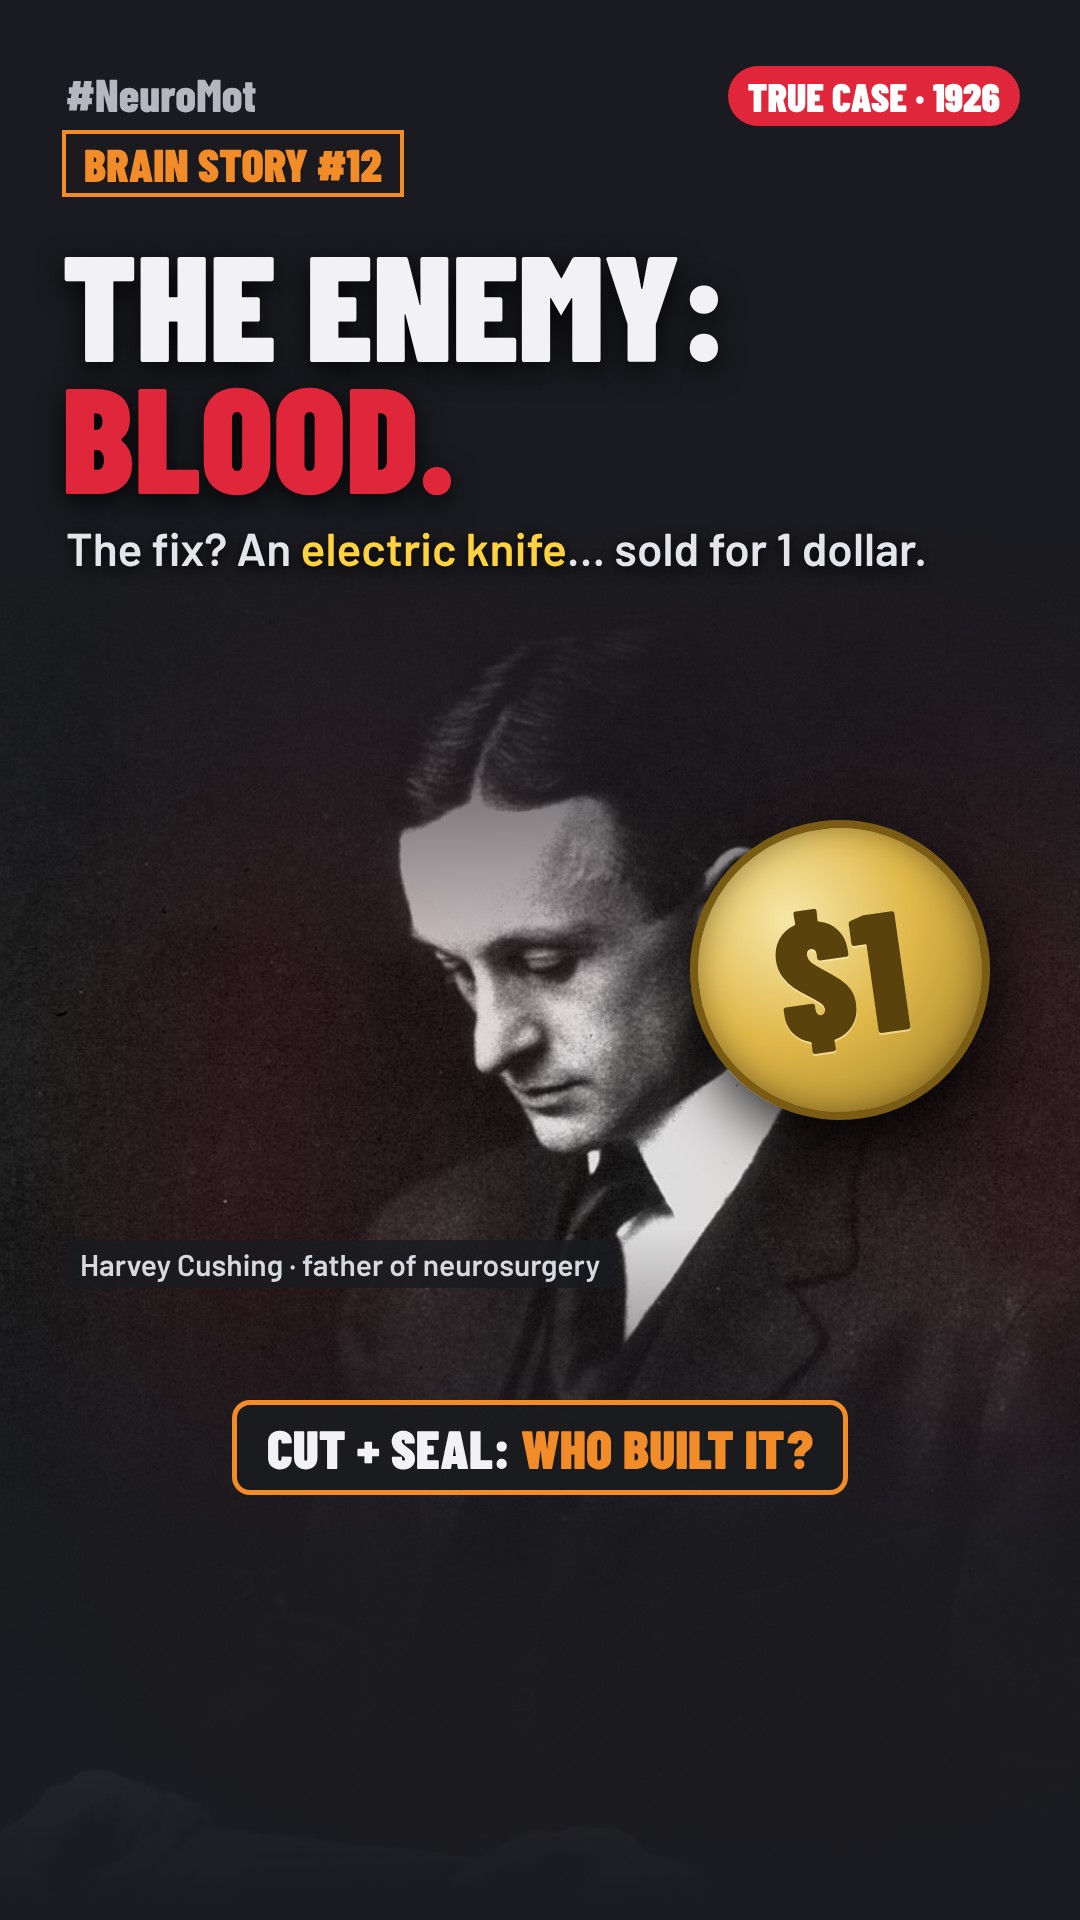 #NeuroMot
TRUE CASE · 1926
BRAIN STORY #12
THE ENEMY:
BLOOD.
The fix? An electric knife... sold for 1 dollar.
$1
Harvey Cushing · father of neurosurgery
CUT + SEAL: WHO BUILT IT?